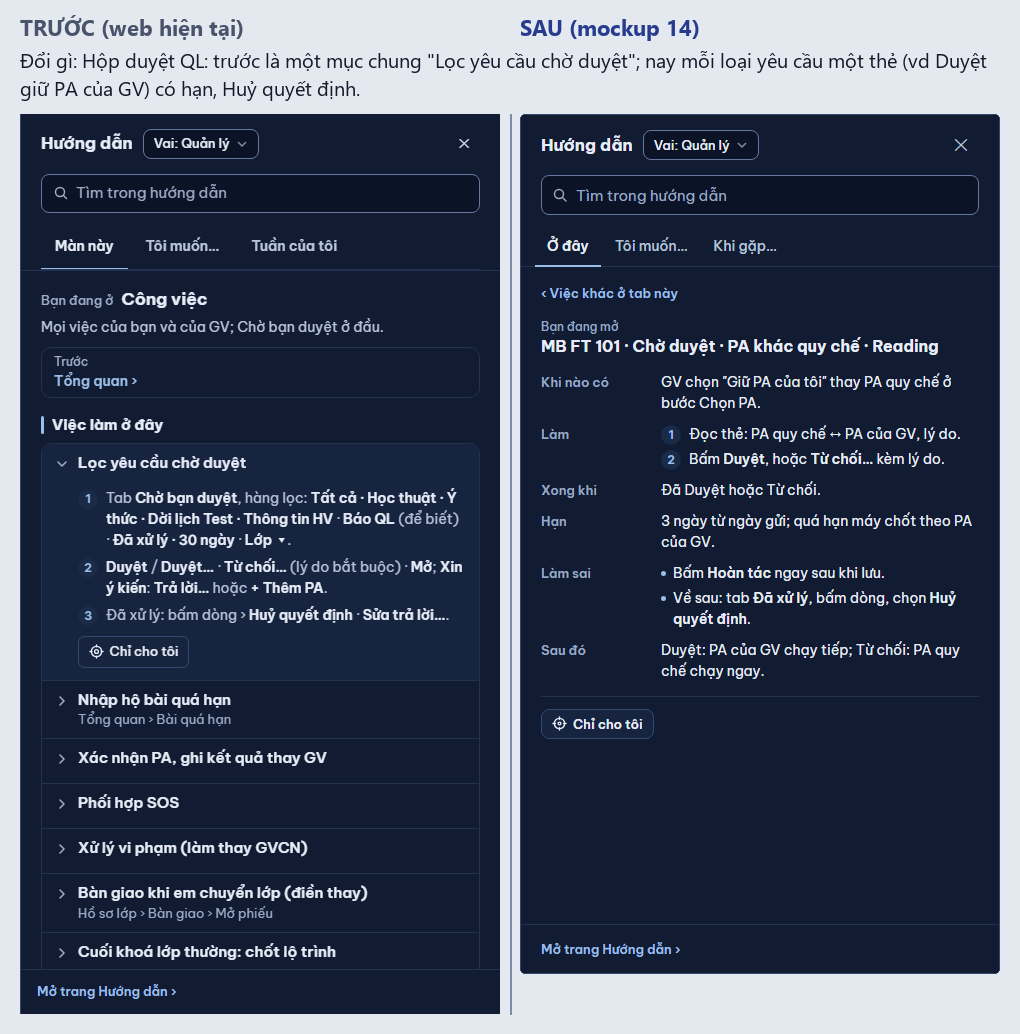 TRƯỚC (web hiện tại)
SAU (mockup 14)
Đổi gì: Hộp duyệt QL: trước là một mục chung "Lọc yêu cầu chờ duyệt"; nay mỗi loại yêu cầu một thẻ (vd Duyệt
giữ PA của GV) có hạn, Huỷ quyết định.
Hướng dẫn
Vai: Quản lý
Tìm trong hướng dẫn
Màn này
Tôi muốn...
Tuần của tôi
Bạn đang ở Công việc
Mọi việc của bạn và của GV; Chờ bạn duyệt ở đầu.
Trước
Tổng quan ›
Việc làm ở đây
Lọc yêu cầu chờ duyệt
1 Tab Chờ bạn duyệt, hàng lọc: Tất cả · Học thuật · Ý
thức · Dời lịch Test · Thông tin HV · Báo QL (để biết)
· Đã xử lý · 30 ngày · Lớp ▾.
2 Duyệt / Duyệt... · Từ chối... (lý do bắt buộc) · Mở; Xin
ý kiến: Trả lời... hoặc + Thêm PA.
3 Đã xử lý: bấm dòng › Huỷ quyết định · Sửa trả lời....
Chỉ cho tôi
Nhập hộ bài quá hạn
Tổng quan › Bài quá hạn
Xác nhận PA, ghi kết quả thay GV
Phối hợp SOS
Xử lý vi phạm (làm thay GVCN)
Bàn giao khi em chuyển lớp (điền thay)
Hồ sơ lớp › Bàn giao › Mở phiếu
Cuối khoá lớp thường: chốt lộ trình
Mở trang Hướng dẫn ›
Hướng dẫn
Vai: Quản lý
Tìm trong hướng dẫn
Ở đây
Tôi muốn...
Khi gặp...
‹ Việc khác ở tab này
Bạn đang mở
MB FT 101 · Chờ duyệt · PA khác quy chế · Reading
Khi nào có
GV chọn "Giữ PA của tôi" thay PA quy chế ở
bước Chọn PA.
Làm
1 Đọc thẻ: PA quy chế ↔ PA của GV, lý do.
2 Bấm Duyệt, hoặc Từ chối... kèm lý do.
Xong khi
Đã Duyệt hoặc Từ chối.
Hạn
3 ngày từ ngày gửi; quá hạn máy chốt theo PA
của GV.
Làm sai
• Bấm Hoàn tác ngay sau khi lưu.
• Về sau: tab Đã xử lý, bấm dòng, chọn Huỷ
quyết định.
Sau đó
Duyệt: PA của GV chạy tiếp; Từ chối: PA quy
chế chạy ngay.
Chỉ cho tôi
Mở trang Hướng dẫn ›